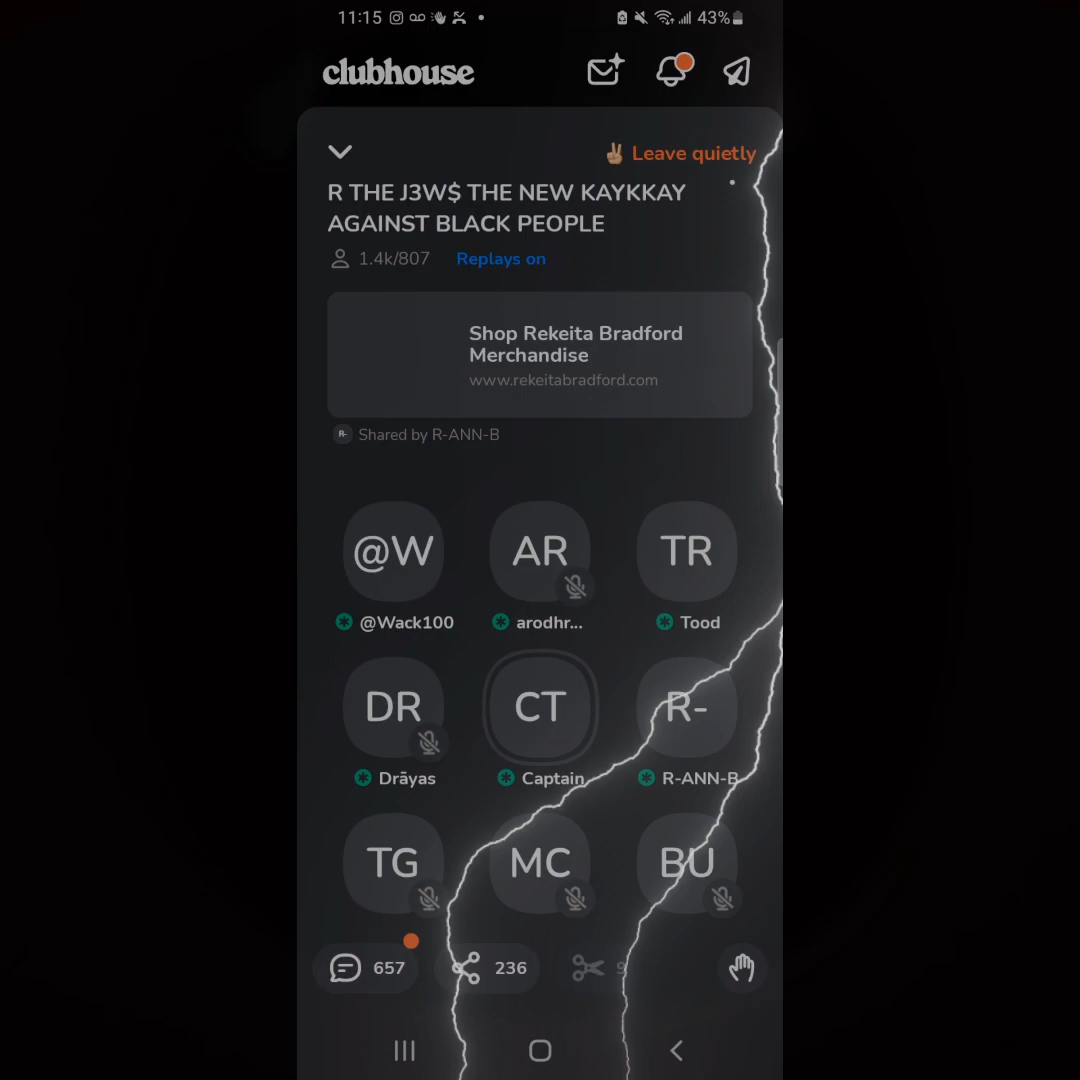 11:15 43%
clubhouse
✌🏼 Leave quietly
R THE J3W$ THE NEW KAYKKAY
AGAINST BLACK PEOPLE
1.4k/807 Replays on
Shop Rekeita Bradford
Merchandise
www.rekeitabradford.com
R- Shared by R-ANN-B
@W AR TR
@Wack100 arodhr... Tood
DR CT R-
Drāyas Captain R-ANN-B
TG MC BU
657 236 9